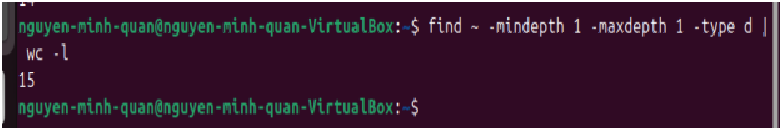 nguyen-minh-quan@nguyen-minh-quan-VirtualBox:~$ find ~ -mindepth 1 -maxdepth 1 -type d |
 wc -l
15
nguyen-minh-quan@nguyen-minh-quan-VirtualBox:~$